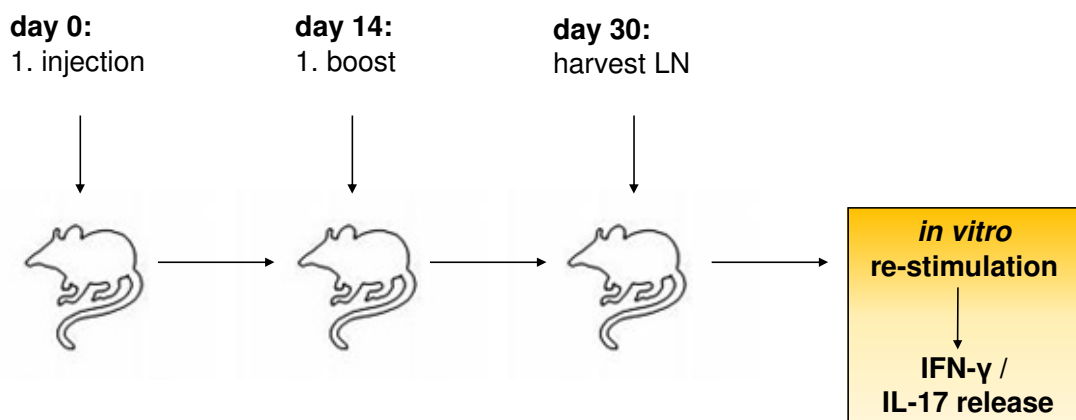 day 0:
1. injection
day 14:
1. boost
day 30:
harvest LN
in vitro
re-stimulation
IFN-γ /
IL-17 release